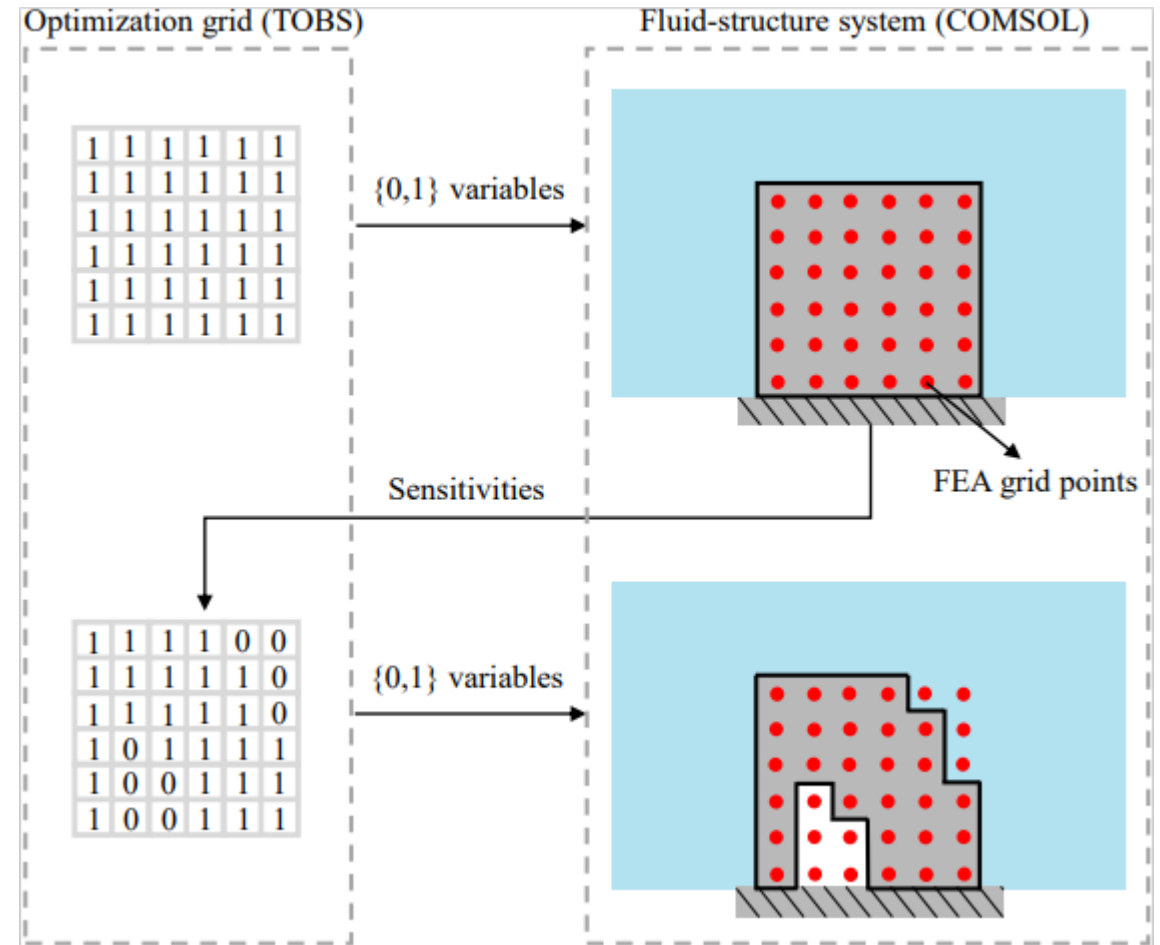 Optimization grid (TOBS)
Fluid-structure system (COMSOL)
1 1 1 1 1 1
1 1 1 1 1 1
1 1 1 1 1 1
1 1 1 1 1 1
1 1 1 1 1 1
1 1 1 1 1 1
{0,1} variables
FEA grid points
Sensitivities
1 1 1 1 0 0
1 1 1 1 1 0
1 1 1 1 1 0
1 0 1 1 1 1
1 0 0 1 1 1
1 0 0 1 1 1
{0,1} variables